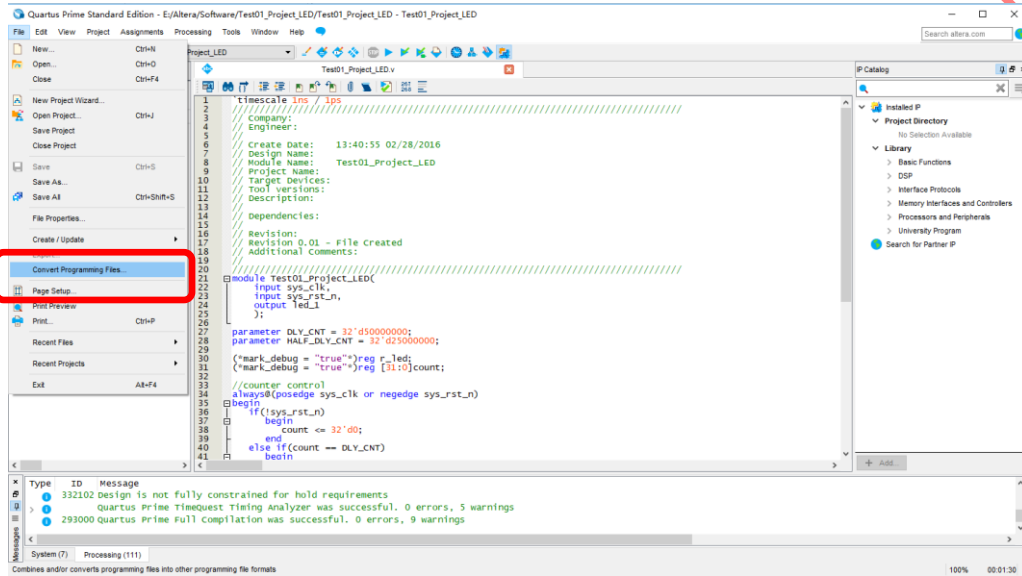 Quartus Prime Standard Edition - E:/Altera/Software/Test01_Project_LED/Test01_Project_LED - Test01_Project_LED
File Edit View Project Assignments Processing Tools Window Help
Search altera.com
New... Ctrl+N
Open... Ctrl+O
Close Ctrl+F4
New Project Wizard...
Open Project... Ctrl+J
Save Project
Close Project
Save Ctrl+S
Save As...
Save All Ctrl+Shift+S
File Properties...
Create / Update
Convert Programming Files...
Page Setup...
Print Preview
Print... Ctrl+P
Recent Files
Recent Projects
Exit Alt+F4
Project_LED
Test01_Project_LED.v
1 `timescale 1ns / 1ps
2 //////////////////////////////////////////////////////////////////////////////////
3 // Company:
4 // Engineer:
5 //
6 // Create Date: 13:40:55 02/28/2016
7 // Design Name:
8 // Module Name: Test01_Project_LED
9 // Project Name:
10 // Target Devices:
11 // Tool versions:
12 // Description:
13 //
14 // Dependencies:
15 //
16 // Revision:
17 // Revision 0.01 - File Created
18 // Additional Comments:
19 //
20 //////////////////////////////////////////////////////////////////////////////////
21 module Test01_Project_LED(
22 input sys_clk,
23 input sys_rst_n,
24 output led_1
25 );
26
27 parameter DLY_CNT = 32'd50000000;
28 parameter HALF_DLY_CNT = 32'd25000000;
29
30 (*mark_debug = "true"*)reg r_led;
31 (*mark_debug = "true"*)reg [31:0]count;
32
33 //counter control
34 always@(posedge sys_clk or negedge sys_rst_n)
35 begin
36 if(!sys_rst_n)
37 begin
38 count <= 32'd0;
39 end
40 else if(count == DLY_CNT)
41 begin
IP Catalog
Installed IP
Project Directory
No Selection Available
Library
Basic Functions
DSP
Interface Protocols
Memory Interfaces and Controllers
Processors and Peripherals
University Program
Search for Partner IP
+ Add...
Messages
Type ID Message
332102 Design is not fully constrained for hold requirements
Quartus Prime TimeQuest Timing Analyzer was successful. 0 errors, 5 warnings
293000 Quartus Prime Full Compilation was successful. 0 errors, 9 warnings
System (7) Processing (111)
Combines and/or converts programming files into other programming file formats
100% 00:01:30